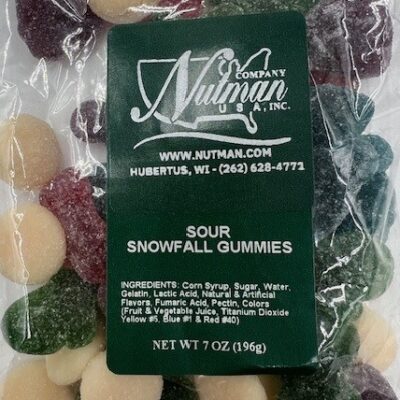 COMPANY
Nutman
USA, INC.
WWW.NUTMAN.COM
HUBERTUS, WI - (262) 628-4771
SOUR
SNOWFALL GUMMIES
INGREDIENTS: Corn Syrup, Sugar, Water,
Gelatin, Lactic Acid, Natural & Artificial
Flavors, Fumaric Acid, Pectin, Colors
(Fruit & Vegetable Juice, Titanium Dioxide
Yellow #5, Blue #1 & Red #40)
NET WT 7 OZ (196g)